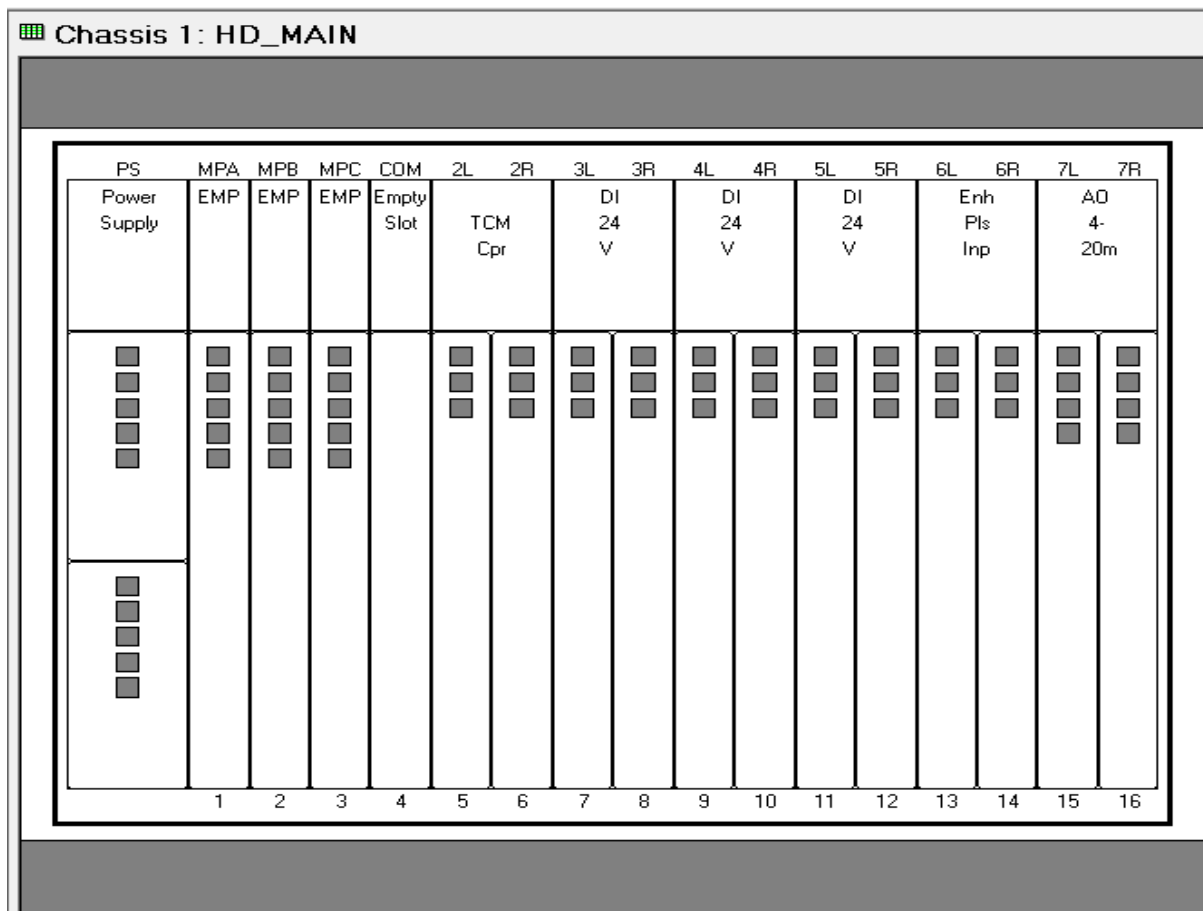 Chassis 1: HD_MAIN
PS MPA MPB MPC COM 2L 2R 3L 3R 4L 4R 5L 5R 6L 6R 7L 7R
Power Supply
EMP
EMP
EMP
Empty Slot
TCM Cpr
DI 24 V
DI 24 V
DI 24 V
Enh Pls Inp
AO 4-20m
1 2 3 4 5 6 7 8 9 10 11 12 13 14 15 16